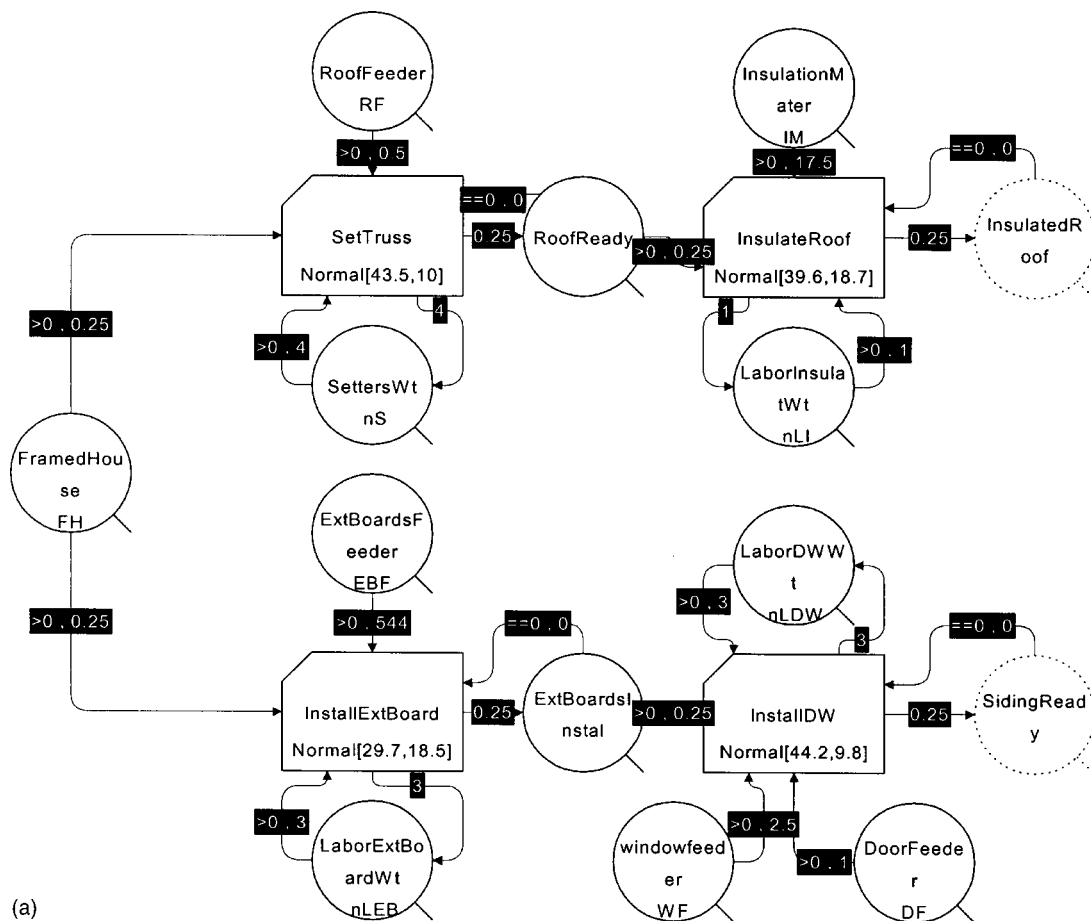 RoofFeeder
RF
>0 , 0.5
InsulationM
ater
IM
>0 , 17.5
==0 , 0
==0 , 0
SetTruss
Normal[43.5,10]
0.25
RoofReady
>0 , 0.25
InsulateRoof
Normal[39.6,18.7]
0.25
InsulatedR
oof
4
>0 , 4
SettersWt
nS
1
>0 , 1
LaborInsula
tWt
nLI
>0 , 0.25
FramedHou
se
FH
>0 , 0.25
ExtBoardsF
eeder
EBF
>0 , 544
LaborDWW
t
nLDW
>0 , 3
3
==0 , 0
==0 , 0
InstallExtBoard
Normal[29.7,18.5]
0.25
ExtBoardsI
nstal
>0 , 0.25
InstallDW
Normal[44.2,9.8]
0.25
SidingRead
y
3
>0 , 3
LaborExtBo
ardWt
nLEB
>0 , 2.5
windowfeed
er
WF
>0 , 1
DoorFeede
r
DF
(a)